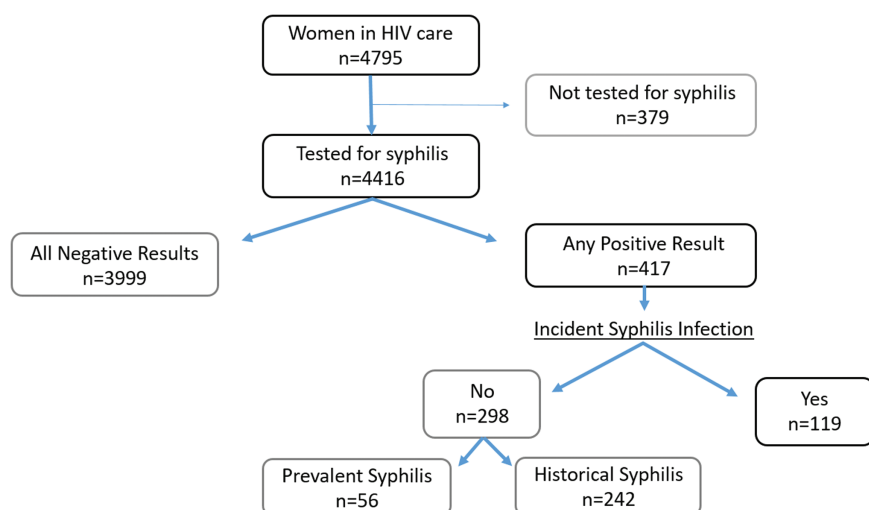 Women in HIV care
n=4795
Not tested for syphilis
n=379
Tested for syphilis
n=4416
All Negative Results
n=3999
Any Positive Result
n=417
Incident Syphilis Infection
No
n=298
Yes
n=119
Prevalent Syphilis
n=56
Historical Syphilis
n=242